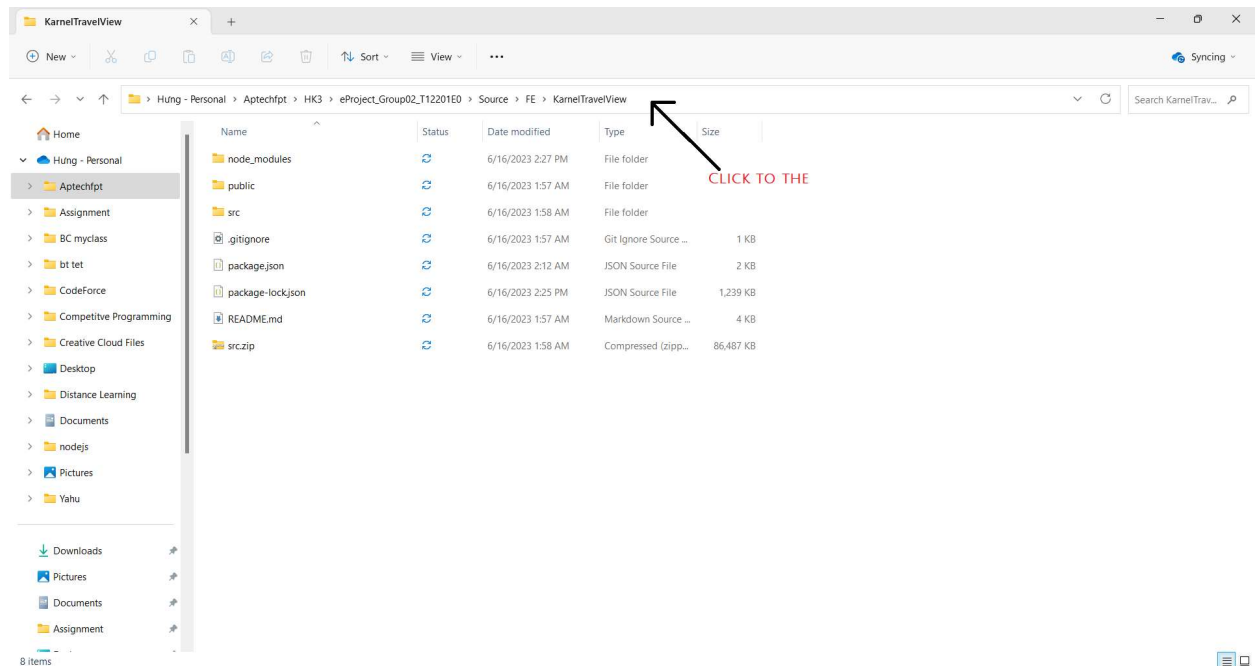 KarnelTravelView
New Sort View Syncing
Hưng - Personal > Aptechfpt > HK3 > eProject_Group02_T12201E0 > Source > FE > KarnelTravelView Search KarnelTrav...
Home
Hưng - Personal
Aptechfpt
Assignment
BC myclass
bt tet
CodeForce
Competitve Programming
Creative Cloud Files
Desktop
Distance Learning
Documents
nodejs
Pictures
Yahu
Downloads
Pictures
Documents
Assignment
Name Status Date modified Type Size
node_modules 6/16/2023 2:27 PM File folder
public 6/16/2023 1:57 AM File folder
src 6/16/2023 1:58 AM File folder
.gitignore 6/16/2023 1:57 AM Git Ignore Source ... 1 KB
package.json 6/16/2023 2:12 AM JSON Source File 2 KB
package-lock.json 6/16/2023 2:25 PM JSON Source File 1,239 KB
README.md 6/16/2023 1:57 AM Markdown Source ... 4 KB
src.zip 6/16/2023 1:58 AM Compressed (zipp... 86,487 KB
CLICK TO THE
8 items